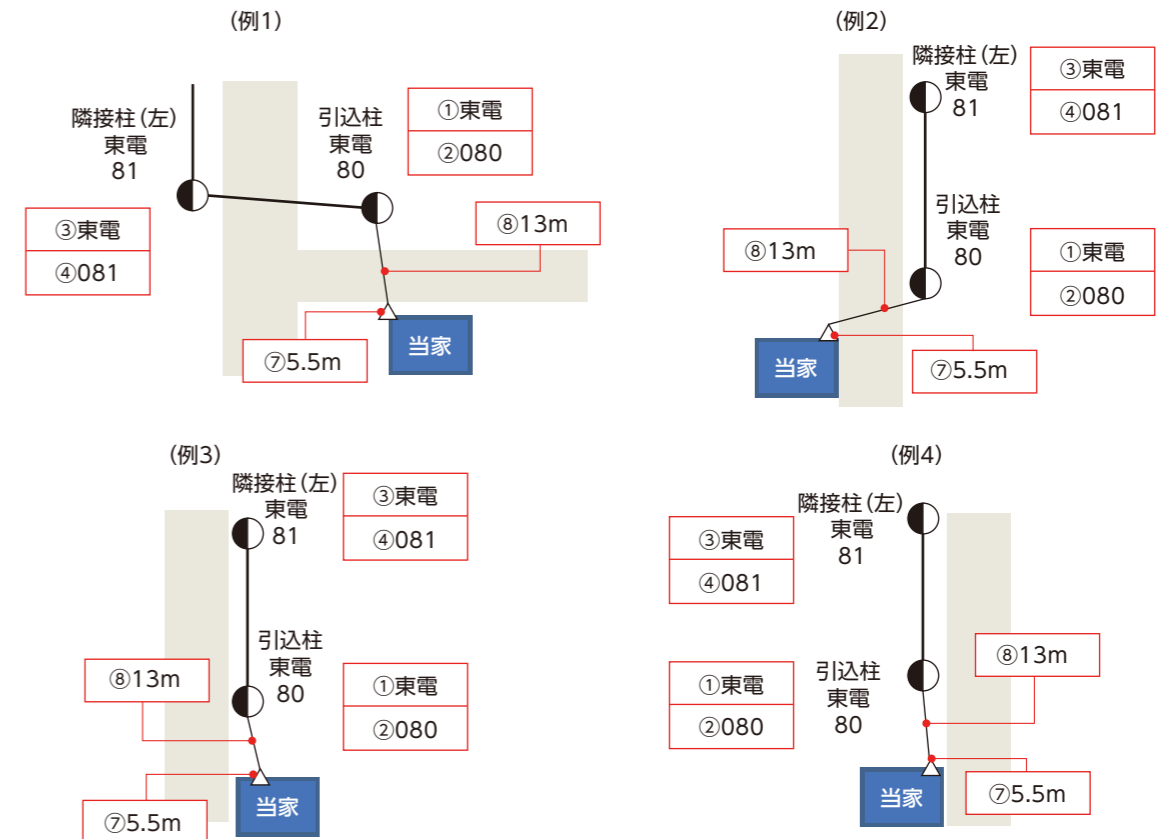 (例1)
隣接柱(左)
東電
81
引込柱
東電
80
①東電
②080
③東電
④081
⑧13m
⑦5.5m
当家
(例2)
隣接柱(左)
東電
81
③東電
④081
引込柱
東電
80
①東電
②080
⑧13m
⑦5.5m
当家
(例3)
隣接柱(左)
東電
81
③東電
④081
引込柱
東電
80
①東電
②080
⑧13m
⑦5.5m
当家
(例4)
隣接柱(左)
東電
81
③東電
④081
引込柱
東電
80
①東電
②080
⑧13m
⑦5.5m
当家